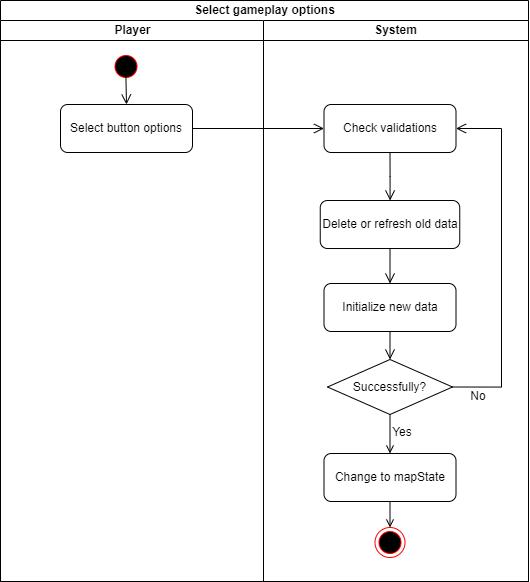 Select gameplay options
Player
System
Select button options
Check validations
Delete or refresh old data
Initialize new data
Successfully?
No
Yes
Change to mapState